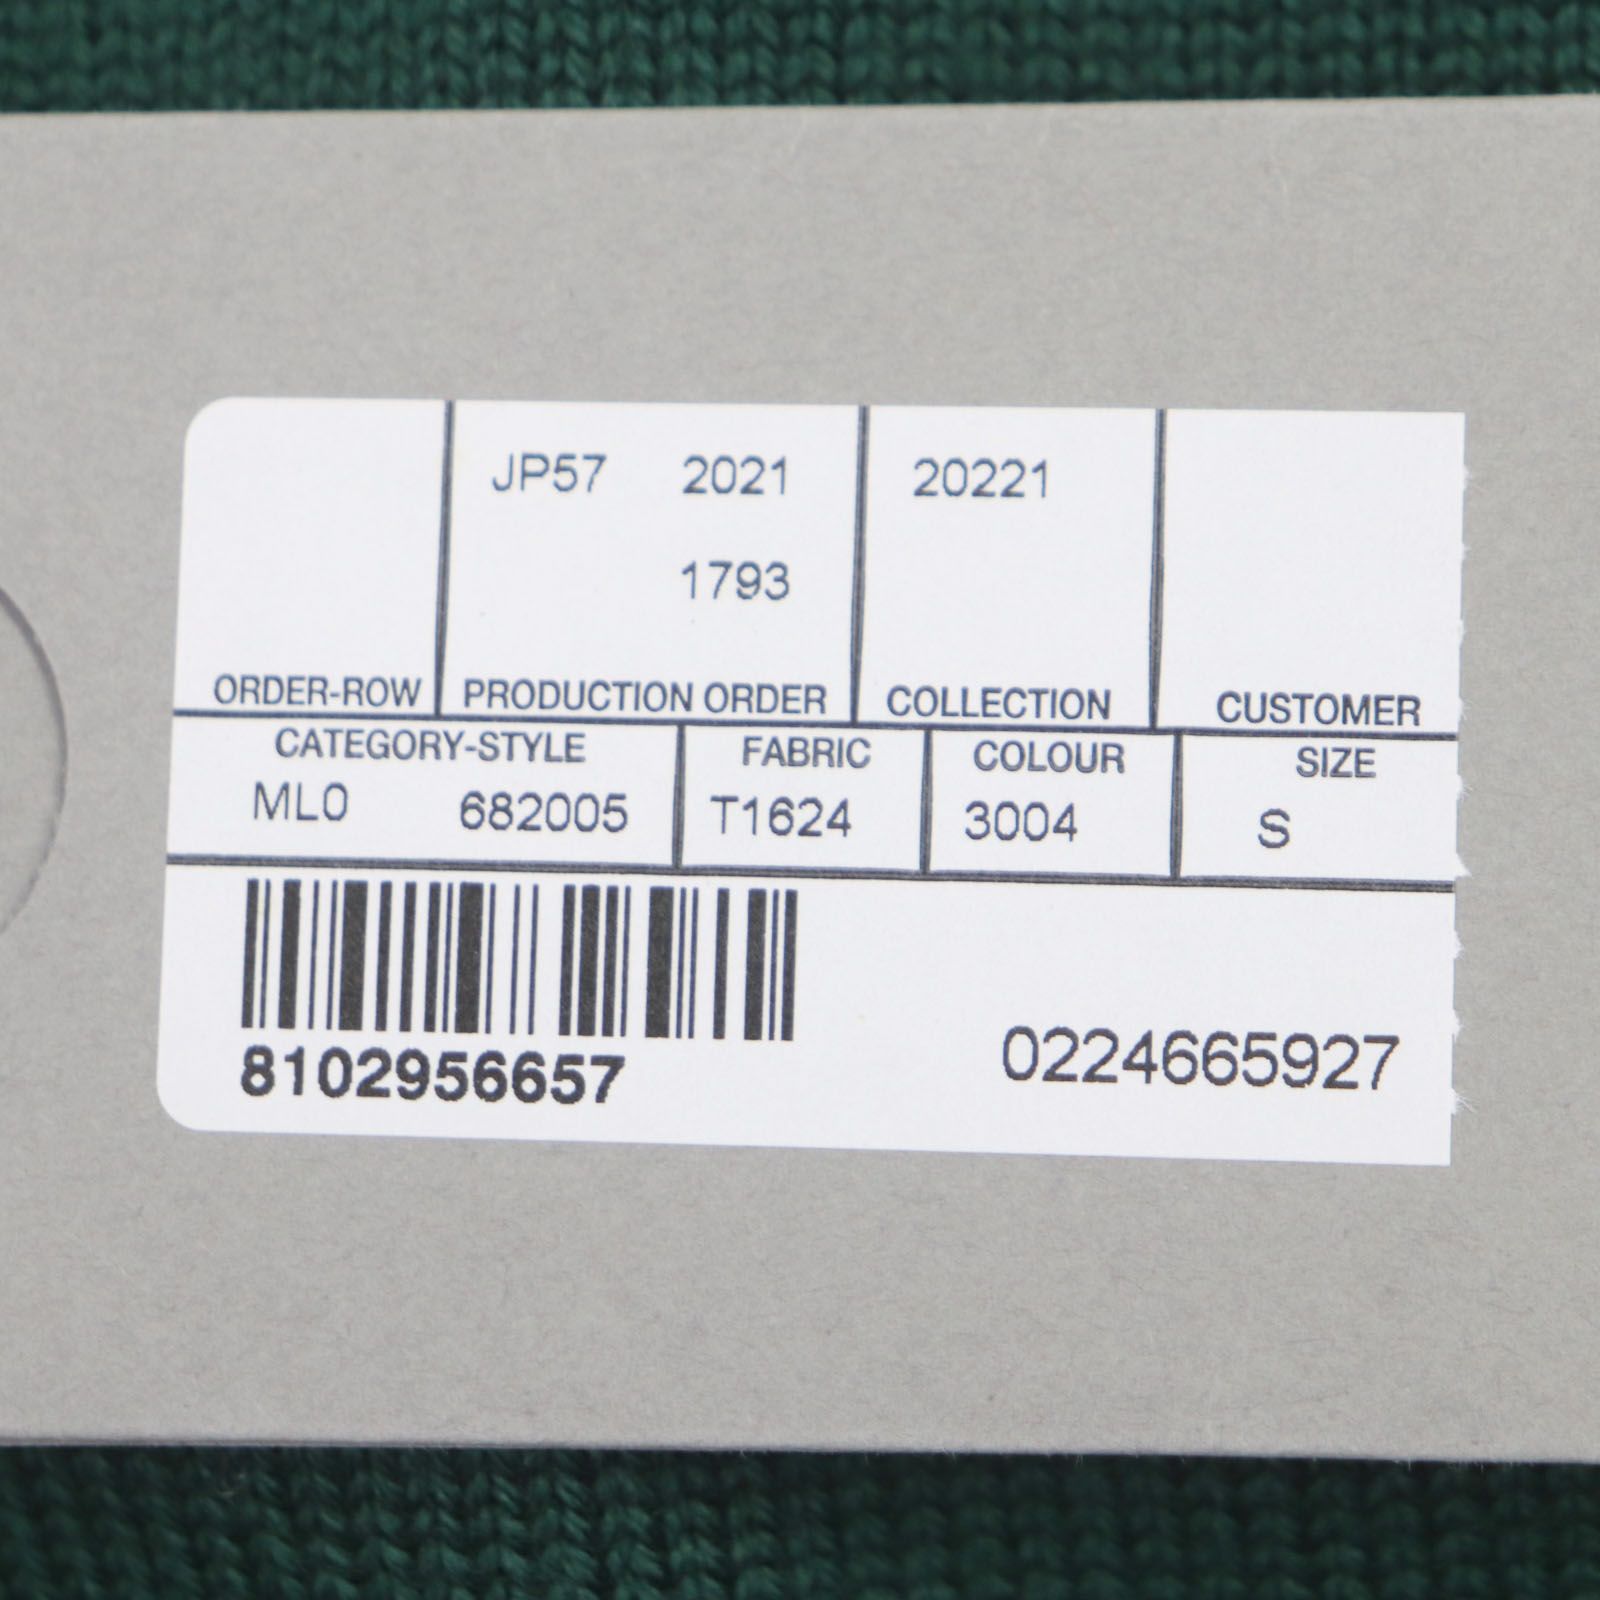 JP57 2021 20221
1793
ORDER-ROW PRODUCTION ORDER COLLECTION CUSTOMER
CATEGORY-STYLE FABRIC COLOUR SIZE
ML0 682005 T1624 3004 S
8102956657 0224665927